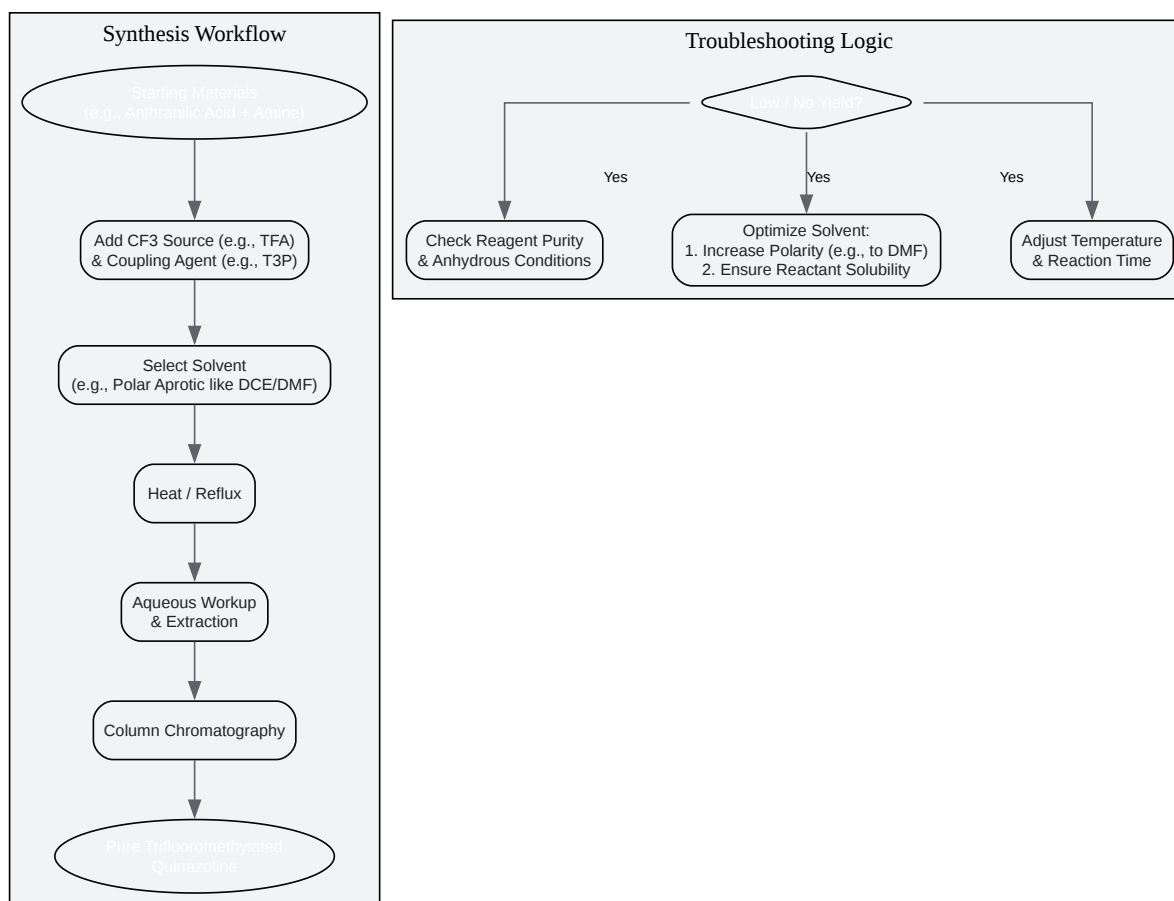 Synthesis Workflow
Starting Materials
(e.g., Anthranilic Acid + Amine)
Add CF3 Source (e.g., TFA)
& Coupling Agent (e.g., T3P)
Select Solvent
(e.g., Polar Aprotic like DCE/DMF)
Heat / Reflux
Aqueous Workup
& Extraction
Column Chromatography
Pure Trifluoromethylated
Quinazoline
Troubleshooting Logic
Low / No Yield?
Yes
Yes
Yes
Check Reagent Purity
& Anhydrous Conditions
Optimize Solvent:
1. Increase Polarity (e.g., to DMF)
2. Ensure Reactant Solubility
Adjust Temperature
& Reaction Time